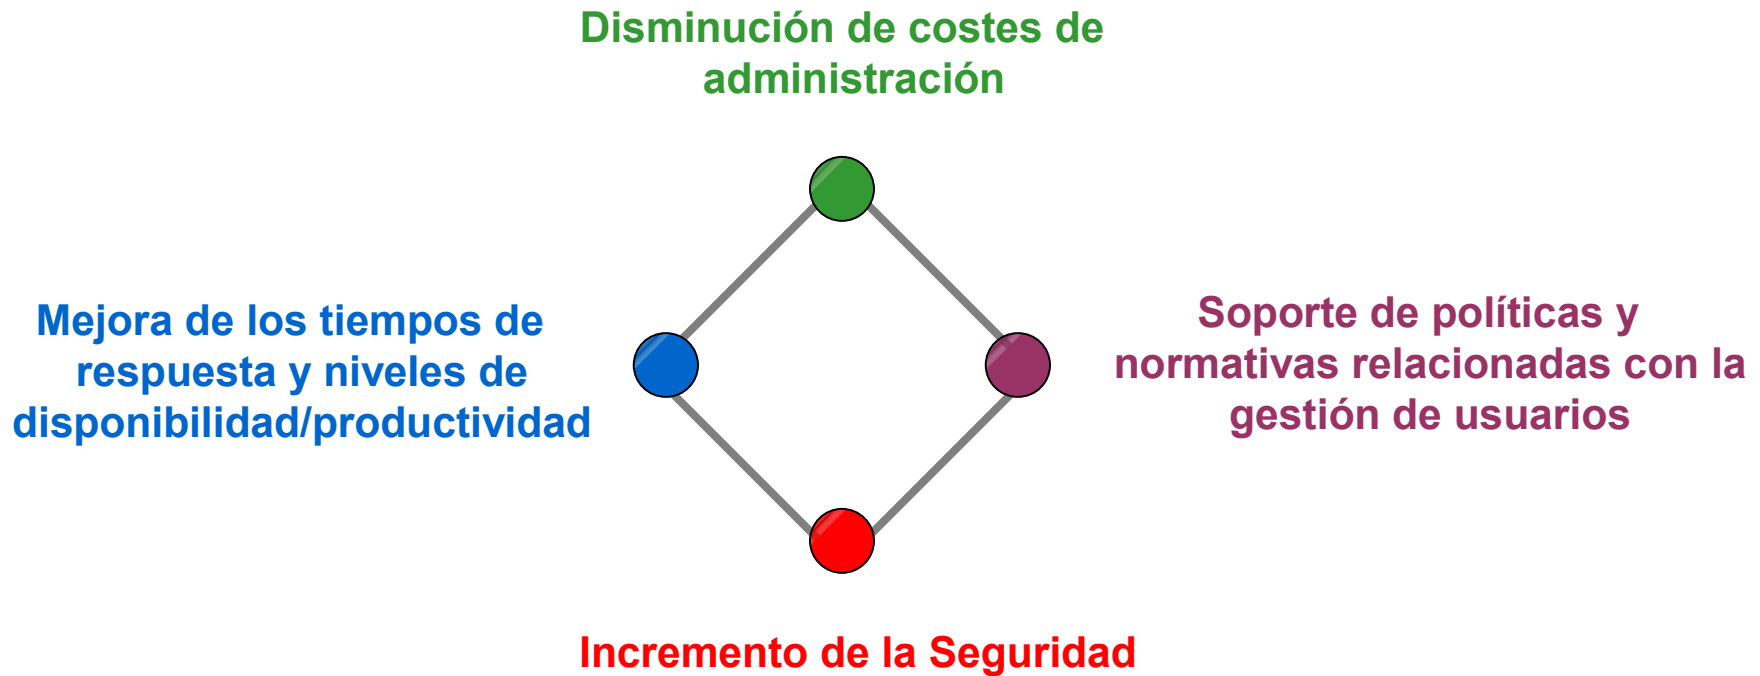 Disminución de costes de
administración
Mejora de los tiempos de
respuesta y niveles de
disponibilidad/productividad
Soporte de políticas y
normativas relacionadas con la
gestión de usuarios
Incremento de la Seguridad